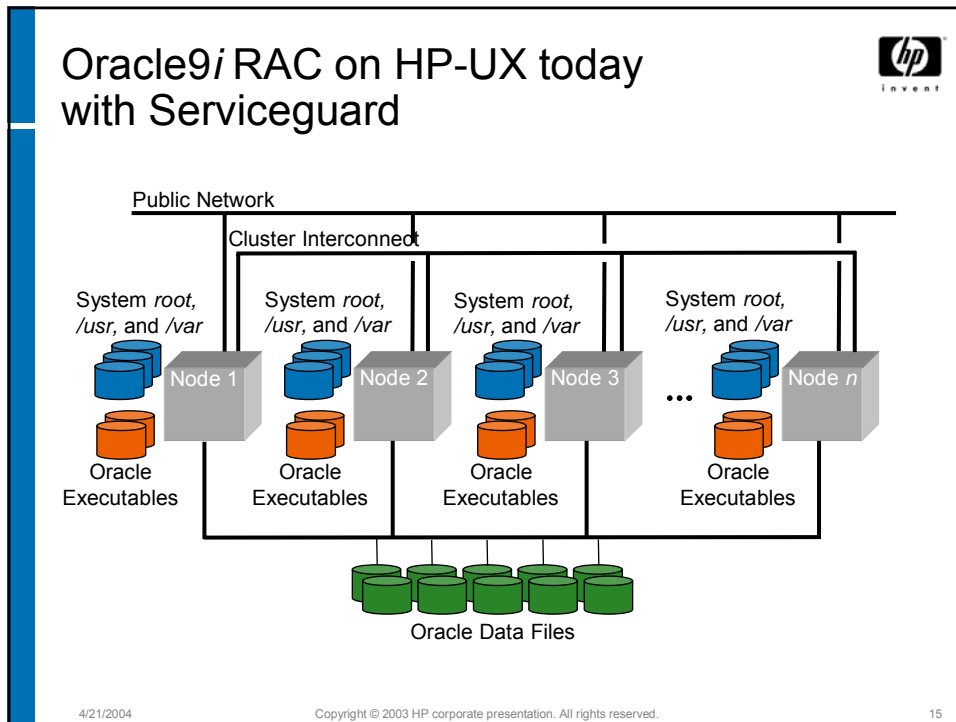 Oracle9i RAC on HP-UX today
with Serviceguard
hp
invent
Public Network
Cluster Interconnect
System root,
/usr, and /var
System root,
/usr, and /var
System root,
/usr, and /var
System root,
/usr, and /var
Node 1
Node 2
Node 3
...
Node n
Oracle
Executables
Oracle
Executables
Oracle
Executables
Oracle
Executables
Oracle Data Files
4/21/2004
Copyright © 2003 HP corporate presentation. All rights reserved.
15